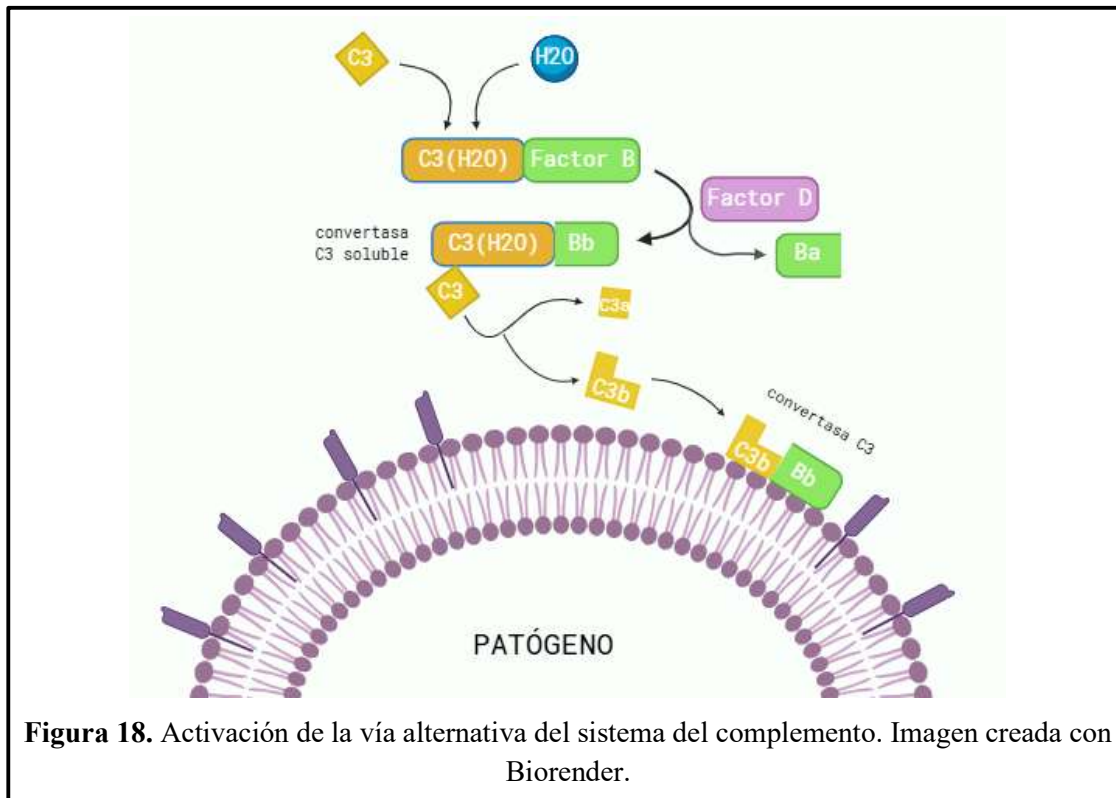 C3
H2O
C3(H2O)
Factor B
Factor D
convertasa
C3 soluble
C3(H2O)
Bb
Ba
C3
C3a
C3b
convertasa C3
C3b
Bb
PATÓGENO
Figura 18. Activación de la vía alternativa del sistema del complemento. Imagen creada con
Biorender.